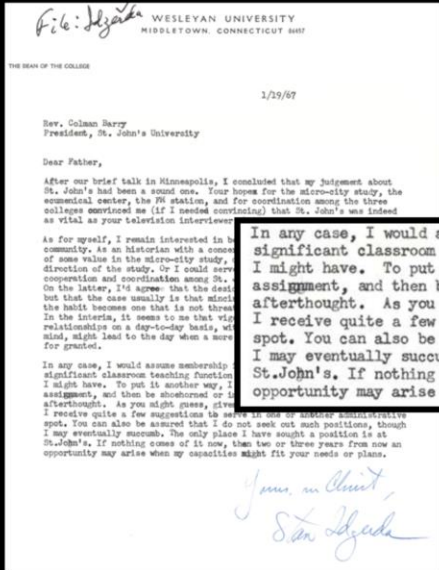 File: Idzerda
WESLEYAN UNIVERSITY
MIDDLETOWN, CONNECTICUT 06457
THE DEAN OF THE COLLEGE
1/19/67
Rev. Colman Barry
President, St. John's University
Dear Father,
After our brief talk in Minneapolis, I concluded that my judgement about
St. John's had been a sound one. Your hopes for the micro-city study, the
ecumenical center, the FM station, and for coordination among the three
colleges convinced me (if I needed convincing) that St. John's was indeed
as vital as your television interviewer
As for myself, I remain interested in b
community. As an historian with a conce
of some value in the micro-city study,
direction of the study. Or I could serv
cooperation and coordination among St.
On the latter, I'd agree that the desi
but that the case usually is that minci
the habit becomes one that is not threa
In the interim, it seems to me that vi
relationships on a day-to-day basis, wi
mind, might lead to the day when a more
for granted.
In any case, I would assume membership
significant classroom teaching function
I might have. To put it another way, I
assignment, and then be shoehorned or i
afterthought. As you might guess, give
I receive quite a few suggestions to serve in one or another administrative
spot. You can also be assured that I do not seek out such positions, though
I may eventually succumb. The only place I have sought a position is at
St.John's. If nothing comes of it now, then two or three years from now an
opportunity may arise when my capacities might fit your needs or plans.
Yours in Christ,
Stan Idzerda
In any case, I would a
significant classroom
I might have. To put
assignment, and then b
afterthought. As you
I receive quite a few
spot. You can also be
I may eventually succu
St.John's. If nothing
opportunity may arise